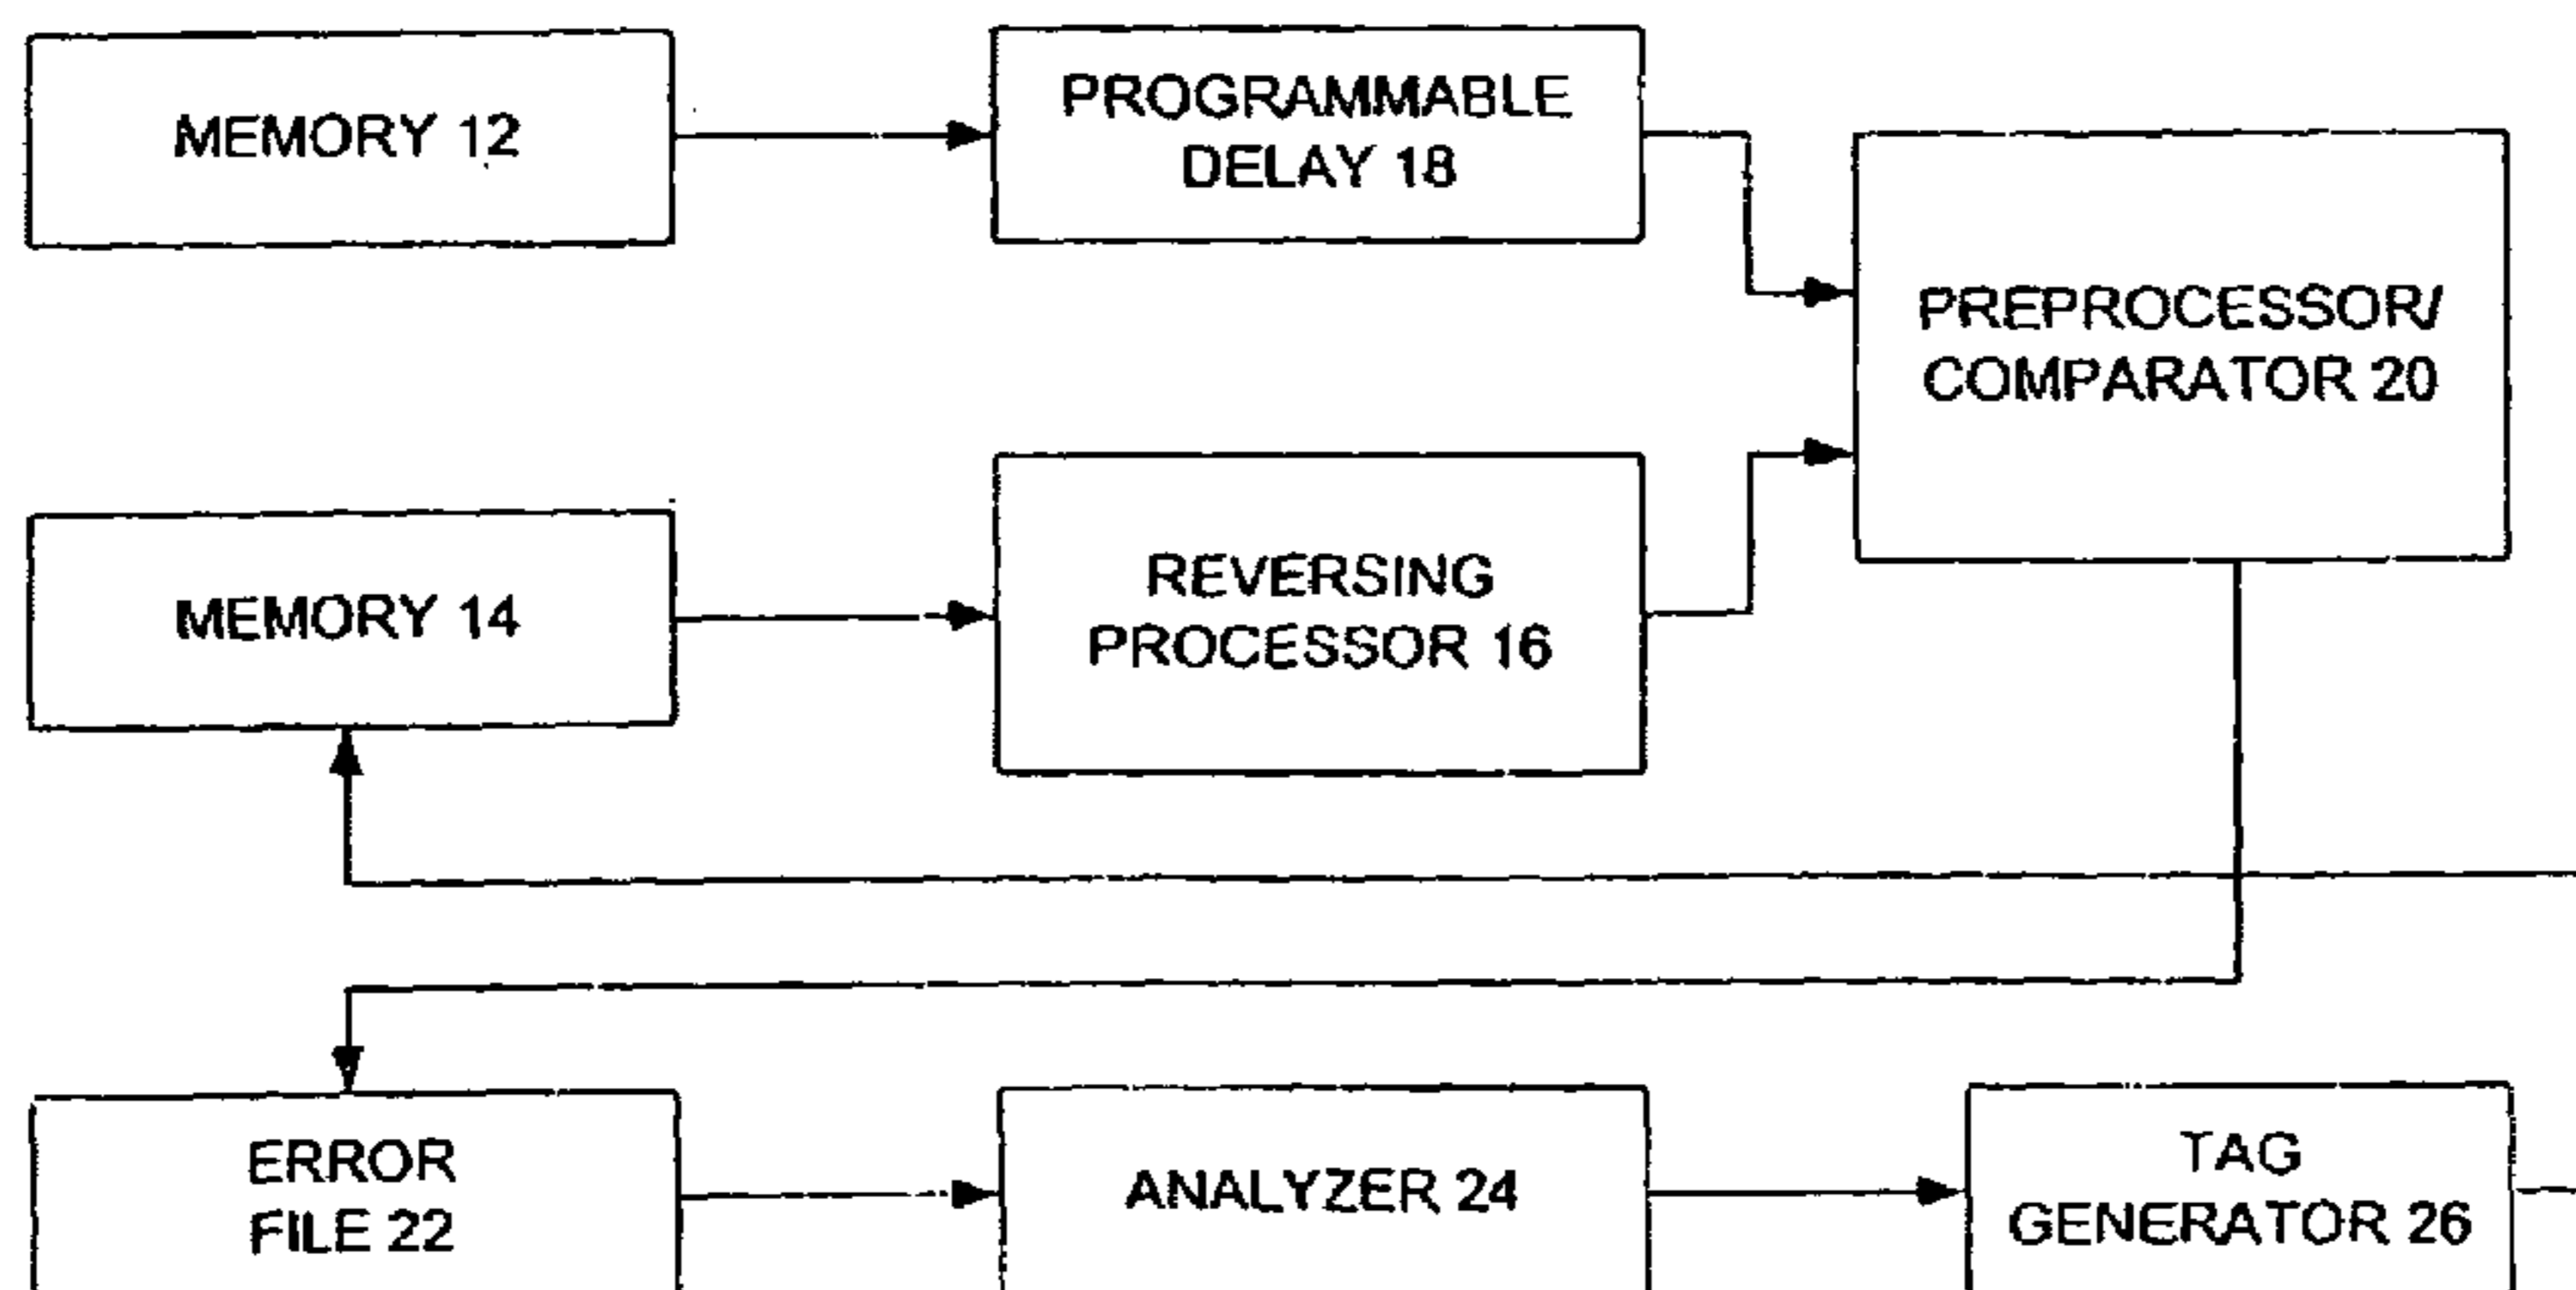 MEMORY 12
PROGRAMMABLE
DELAY 18
PREPROCESSOR/
COMPARATOR 20
MEMORY 14
REVERSING
PROCESSOR 16
ERROR
FILE 22
ANALYZER 24
TAG
GENERATOR 26